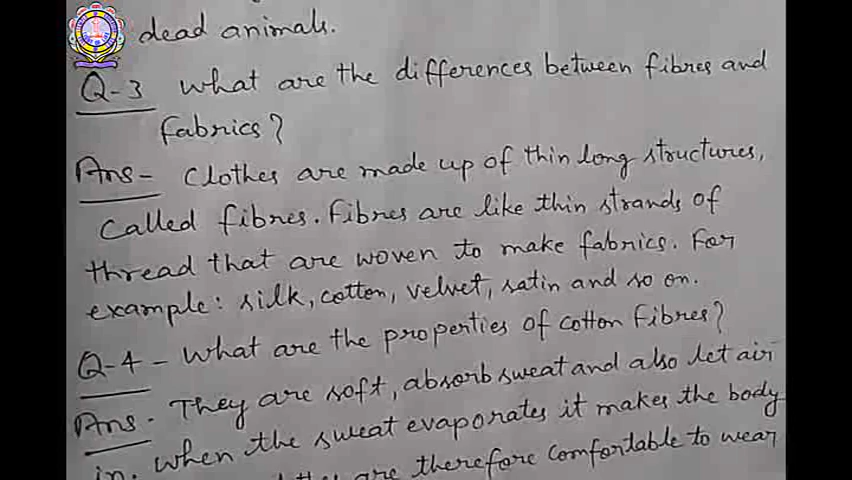 dead animals.
Q-3 What are the differences between fibres and
fabrics?
Ans- Clothes are made up of thin long structures,
called fibres. Fibres are like thin strands of
thread that are woven to make fabrics. For
example: silk, cotton, velvet, satin and so on.
Q-4 - What are the properties of cotton fibres?
Ans- They are soft, absorb sweat and also let air
in. When the sweat evaporates it makes the body
are therefore comfortable to wear